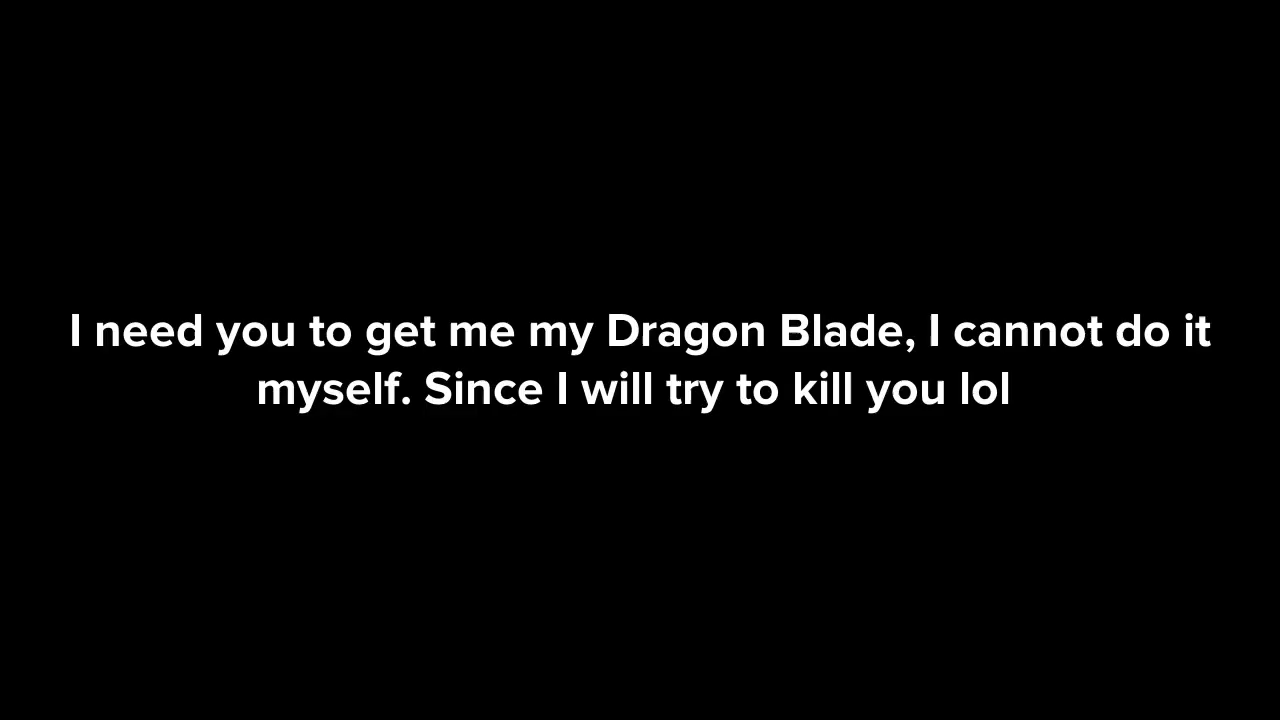 I need you to get me my Dragon Blade, I cannot do it
myself. Since I will try to kill you lol